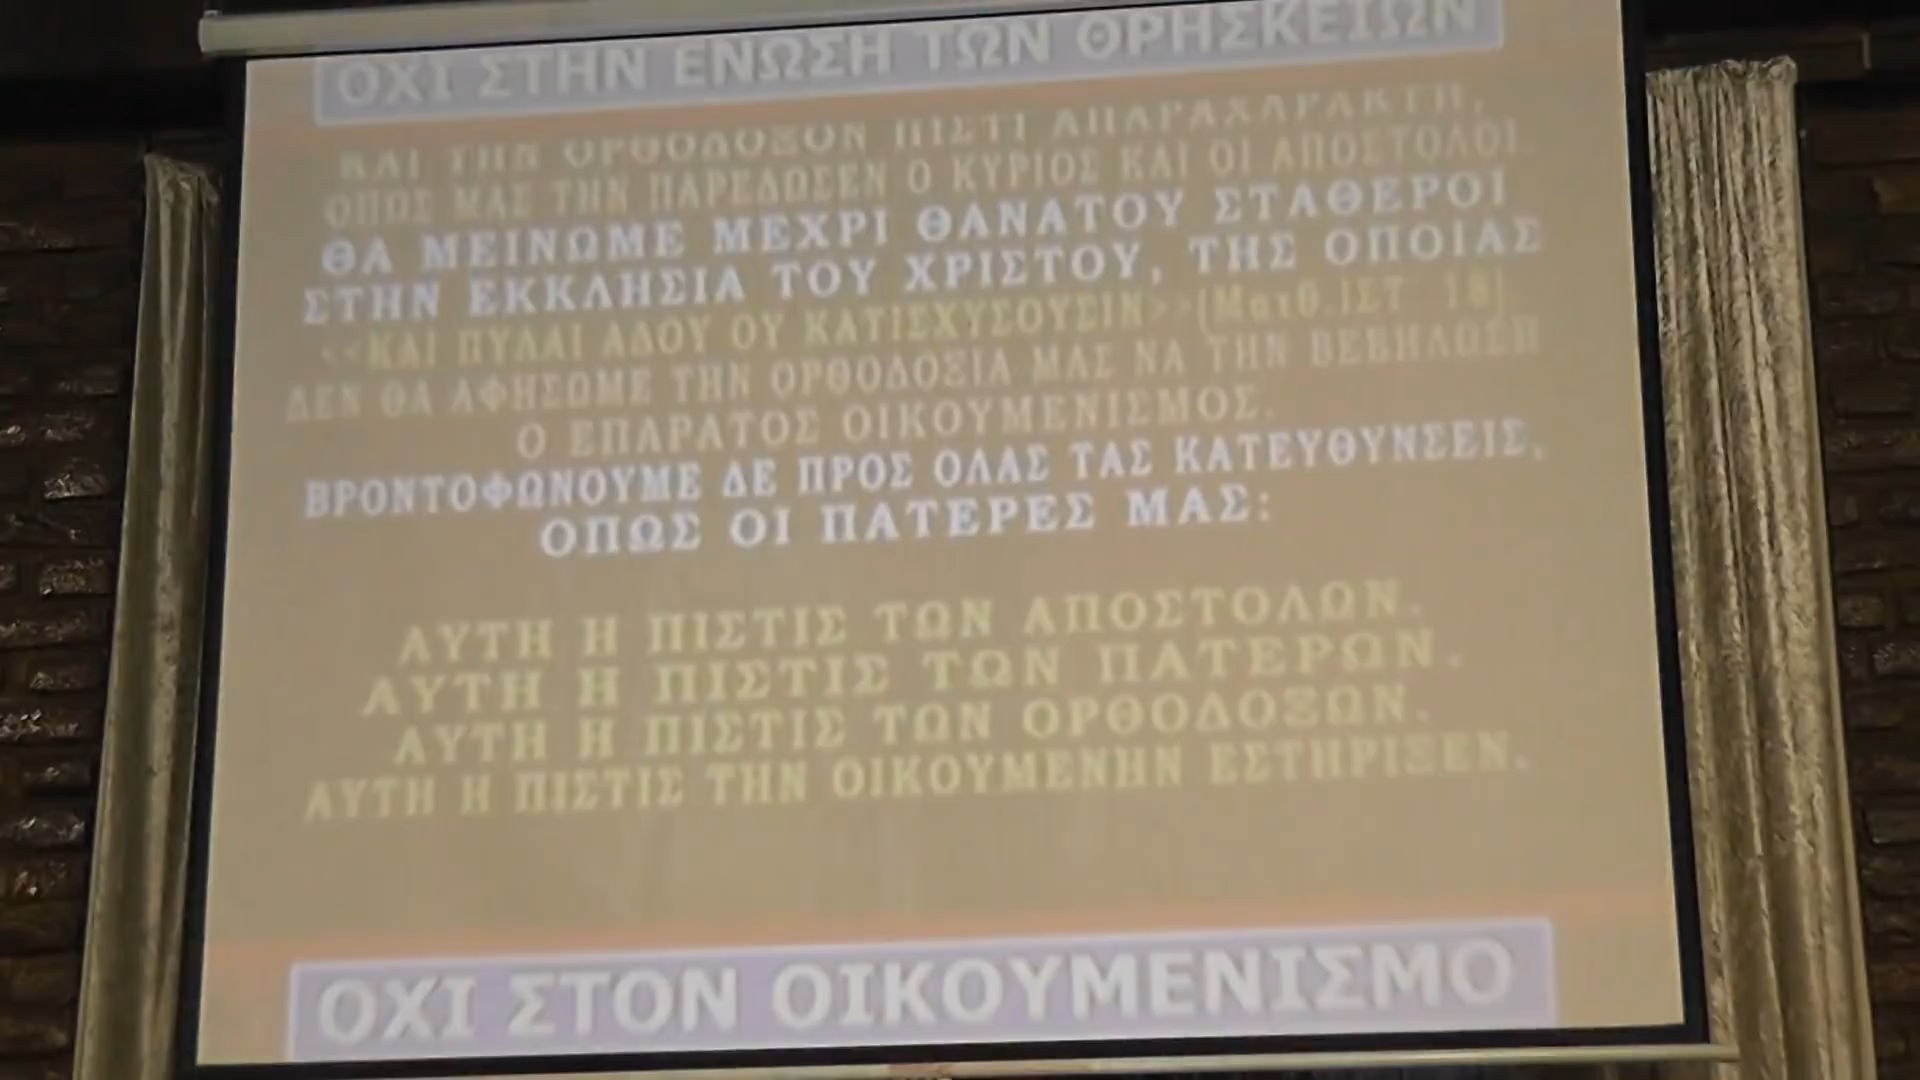 ΟΧΙ ΣΤΗΝ ΕΝΩΣΗ ΤΩΝ ΘΡΗΣΚΕΙΩΝ
ΚΑΙ ΤΗΝ ΟΡΘΟΔΟΞΟΝ ΠΙΣΤΙ ΑΠΑΡΑΧΑΡΑΚΤΗ,
ΟΠΩΣ ΜΑΣ ΤΗΝ ΠΑΡΕΔΩΣΕΝ Ο ΚΥΡΙΟΣ ΚΑΙ ΟΙ ΑΠΟΣΤΟΛΟΙ.
ΘΑ ΜΕΙΝΩΜΕ ΜΕΧΡΙ ΘΑΝΑΤΟΥ ΣΤΑΘΕΡΟΙ
ΣΤΗΝ ΕΚΚΛΗΣΙΑ ΤΟΥ ΧΡΙΣΤΟΥ, ΤΗΣ ΟΠΟΙΑΣ
<<ΚΑΙ ΠΥΛΑΙ ΑΔΟΥ ΟΥ ΚΑΤΙΣΧΥΣΟΥΣΙΝ>>(Ματθ.ΙΣΤ 18).
ΔΕΝ ΘΑ ΑΦΗΣΩΜΕ ΤΗΝ ΟΡΘΟΔΟΞΙΑ ΜΑΣ ΝΑ ΤΗΝ ΒΕΒΗΛΩΣΗ
Ο ΕΠΑΡΑΤΟΣ ΟΙΚΟΥΜΕΝΙΣΜΟΣ.
ΒΡΟΝΤΟΦΩΝΟΥΜΕ ΔΕ ΠΡΟΣ ΟΛΑΣ ΤΑΣ ΚΑΤΕΥΘΥΝΣΕΙΣ,
ΟΠΩΣ ΟΙ ΠΑΤΕΡΕΣ ΜΑΣ:
ΑΥΤΗ Η ΠΙΣΤΙΣ ΤΩΝ ΑΠΟΣΤΟΛΩΝ.
ΑΥΤΗ Η ΠΙΣΤΙΣ ΤΩΝ ΠΑΤΕΡΩΝ.
ΑΥΤΗ Η ΠΙΣΤΙΣ ΤΩΝ ΟΡΘΟΔΟΞΩΝ.
ΑΥΤΗ Η ΠΙΣΤΙΣ ΤΗΝ ΟΙΚΟΥΜΕΝΗΝ ΕΣΤΗΡΙΞΕΝ.
ΟΧΙ ΣΤΟΝ ΟΙΚΟΥΜΕΝΙΣΜΟ